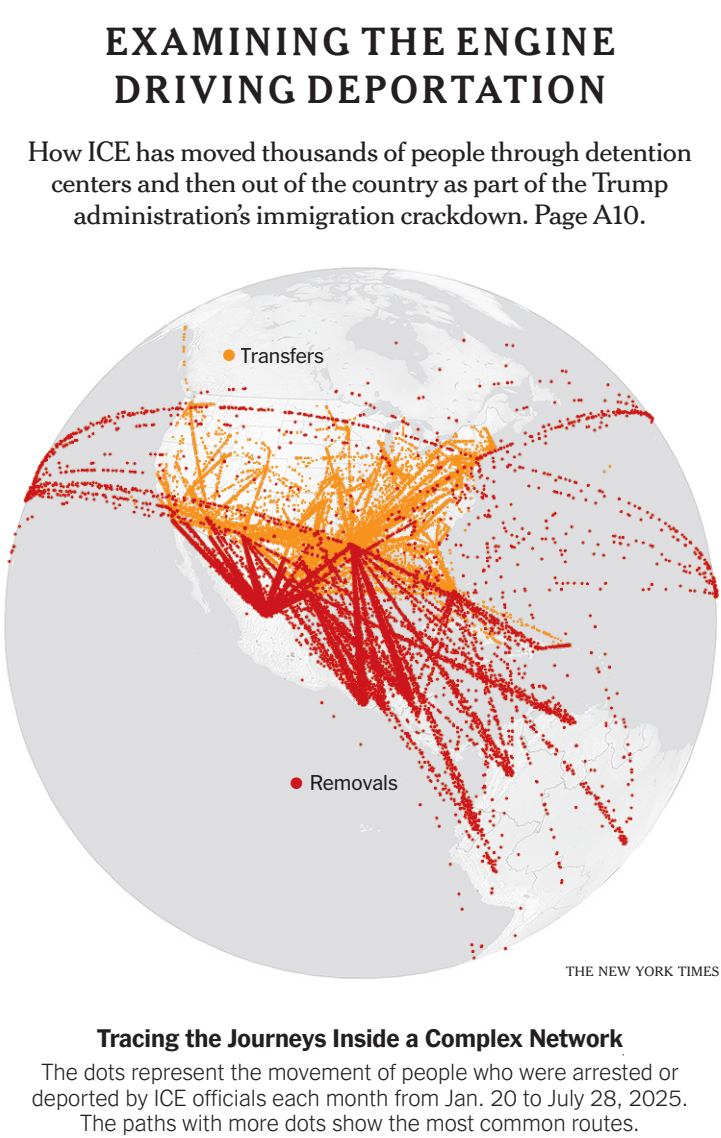 EXAMINING THE ENGINE
DRIVING DEPORTATION
How ICE has moved thousands of people through detention
centers and then out of the country as part of the Trump
administration's immigration crackdown. Page A10.
Transfers
Removals
THE NEW YORK TIMES
Tracing the Journeys Inside a Complex Network
The dots represent the movement of people who were arrested or
deported by ICE officials each month from Jan. 20 to July 28, 2025.
The paths with more dots show the most common routes.